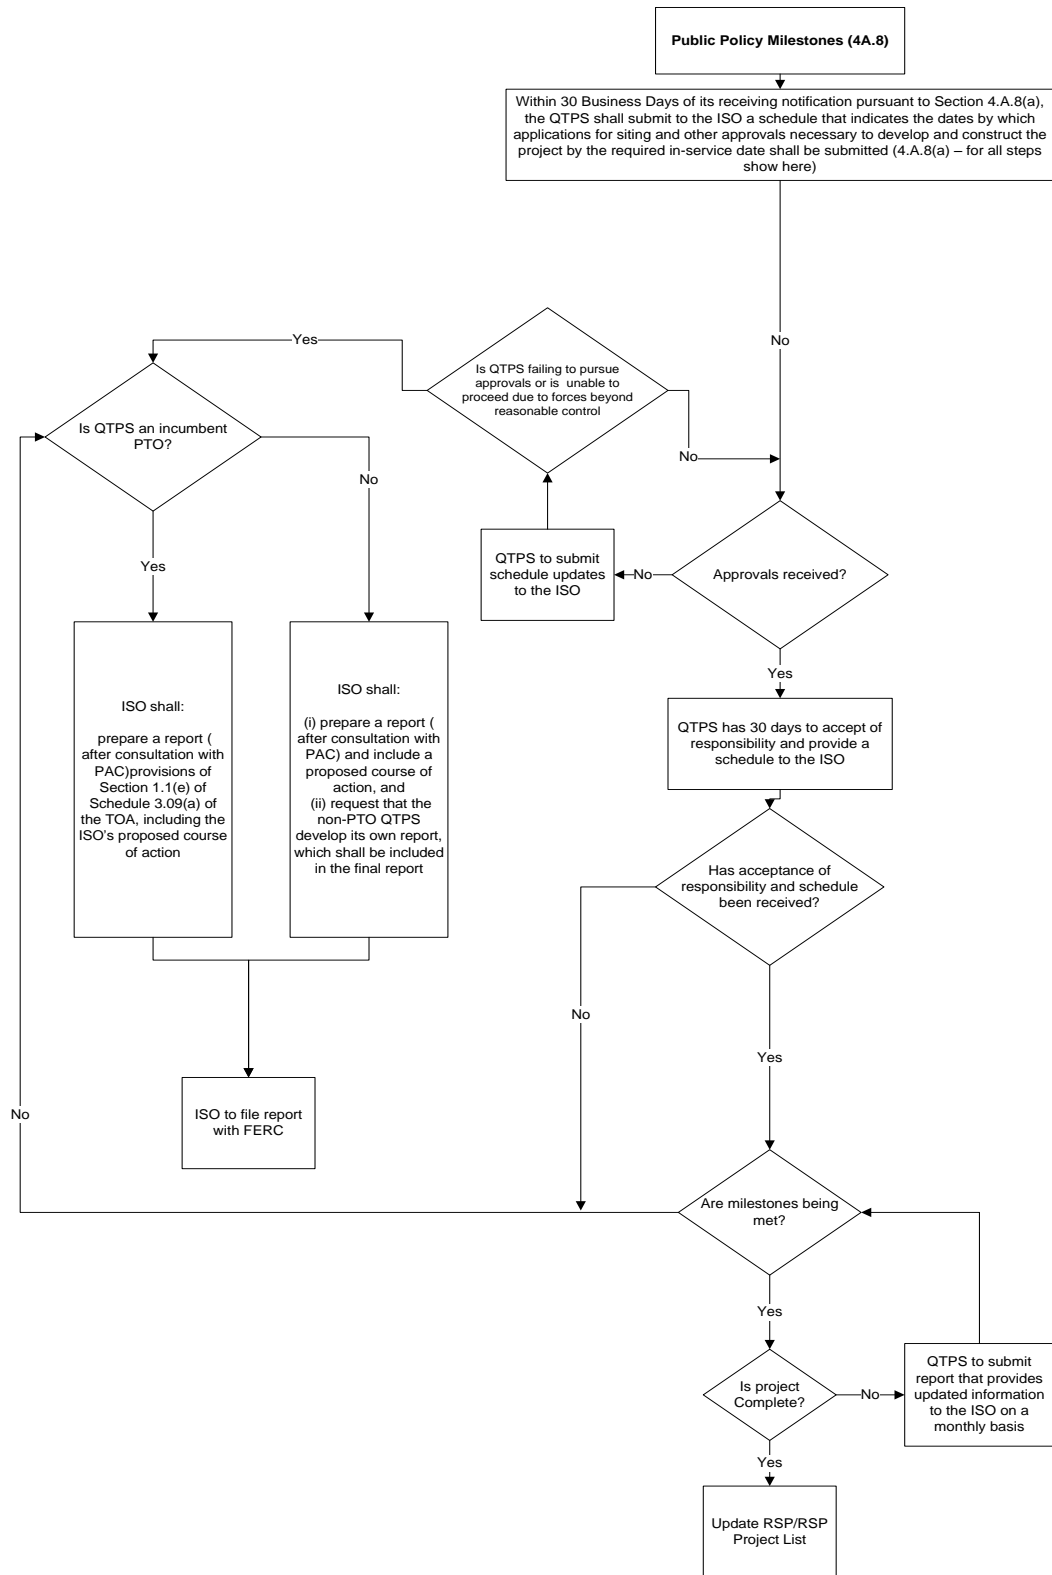 Public Policy Milestones (4A.8)
Within 30 Business Days of its receiving notification pursuant to Section 4.A.8(a),
the QTPS shall submit to the ISO a schedule that indicates the dates by which
applications for siting and other approvals necessary to develop and construct the
project by the required in-service date shall be submitted (4.A.8(a) – for all steps
show here)
No
Yes
Is QTPS failing to pursue
approvals or is unable to
proceed due to forces beyond
reasonable control
Is QTPS an incumbent
PTO?
No
No
Yes
QTPS to submit
schedule updates
to the ISO
No
Approvals received?
Yes
ISO shall:
prepare a report (
after consultation with
PAC)provisions of
Section 1.1(e) of
Schedule 3.09(a) of
the TOA, including the
ISO's proposed course
of action
ISO shall:
(i) prepare a report (
after consultation with
PAC) and include a
proposed course of
action, and
(ii) request that the
non-PTO QTPS
develop its own report,
which shall be included
in the final report
QTPS has 30 days to accept of
responsibility and provide a
schedule to the ISO
Has acceptance of
responsibility and schedule
been received?
No
Yes
No
ISO to file report
with FERC
Are milestones being
met?
Yes
Is project
Complete?
No
QTPS to submit
report that provides
updated information
to the ISO on a
monthly basis
Yes
Update RSP/RSP
Project List